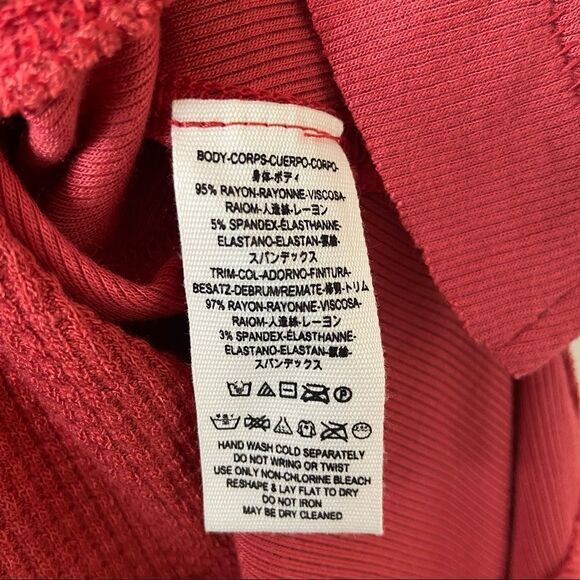 BODY-CORPS-CUERPO-CORPO-
身体-ボディ
95% RAYON-RAYONNE-VISCOSA-
RAIOM-人造絲-レーヨン
5% SPANDEX-ÉLASTHANNE-
ELASTANO-ELASTAN-氨綸-
スパンデックス
TRIM-COL-ADORNO-FINITURA-
BESATZ-DEBRUM/REMATE-修飾-トリム
97% RAYON-RAYONNE-VISCOSA-
RAIOM-人造絲-レーヨン
3% SPANDEX-ÉLASTHANNE-
ELASTANO-ELASTAN-氨綸-
スパンデックス
HAND WASH COLD SEPARATELY
DO NOT WRING OR TWIST
USE ONLY NON-CHLORINE BLEACH
RESHAPE & LAY FLAT TO DRY
DO NOT IRON
MAY BE DRY CLEANED